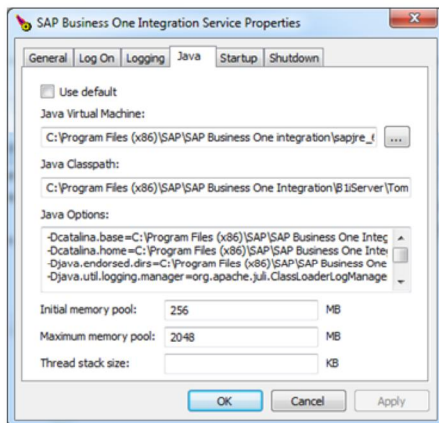 SAP Business One Integration Service Properties
General Log On Logging Java Startup Shutdown
Use default
Java Virtual Machine:
C:\Program Files (x86)\SAP\SAP Business One integration\sapjre_ ...
Java Classpath:
C:\Program Files (x86)\SAP\SAP Business One Integration\B1iServer\Tom
Java Options:
-Dcatalina.base=C:\Program Files (x86)\SAP\SAP Business One Integ
-Dcatalina.home=C:\Program Files (x86)\SAP\SAP Business One Integ
-Djava.endorsed.dirs=C:\Program Files (x86)\SAP\SAP Business One
-Djava.util.logging.manager=org.apache.juli.ClassLoaderLogManage
Initial memory pool: 256 MB
Maximum memory pool: 2048 MB
Thread stack size: KB
OK Cancel Apply